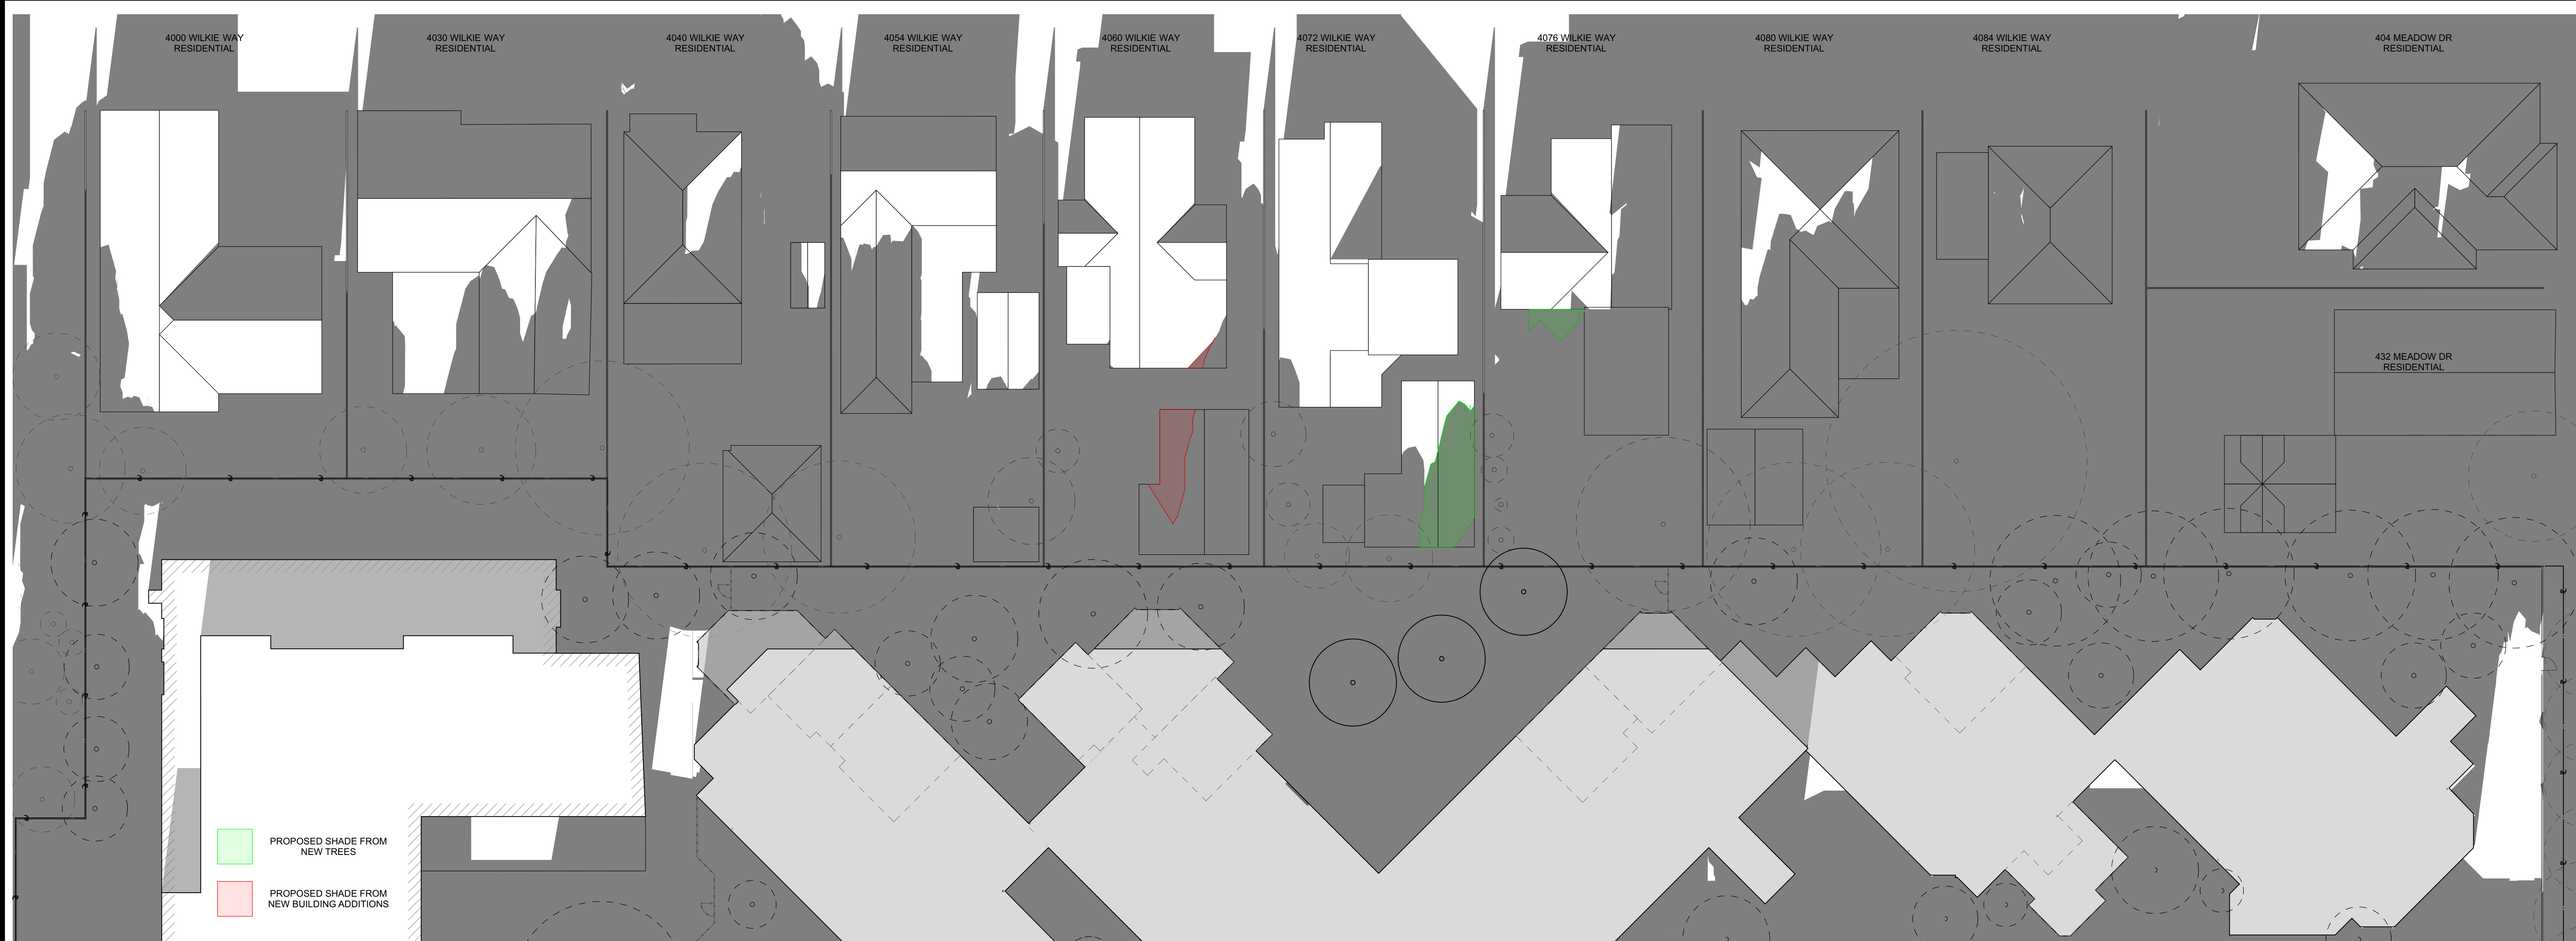 4000 WILKIE WAY
RESIDENTIAL
4030 WILKIE WAY
RESIDENTIAL
4040 WILKIE WAY
RESIDENTIAL
4054 WILKIE WAY
RESIDENTIAL
4060 WILKIE WAY
RESIDENTIAL
4072 WILKIE WAY
RESIDENTIAL
4076 WILKIE WAY
RESIDENTIAL
4080 WILKIE WAY
RESIDENTIAL
4084 WILKIE WAY
RESIDENTIAL
404 MEADOW DR
RESIDENTIAL
432 MEADOW DR
RESIDENTIAL
PROPOSED SHADE FROM
NEW TREES
PROPOSED SHADE FROM
NEW BUILDING ADDITIONS